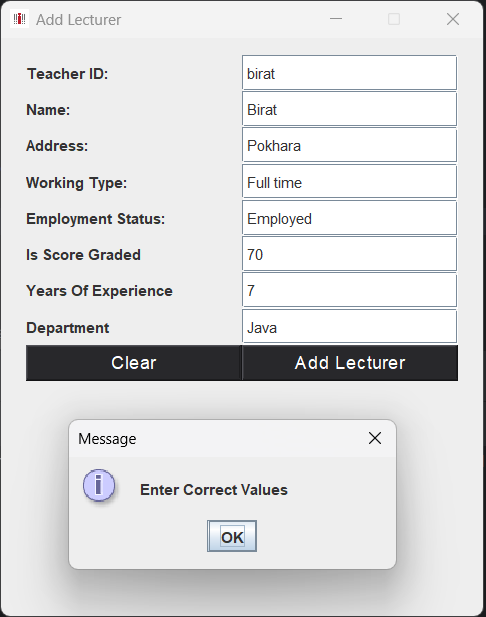 Add Lecturer
Teacher ID: birat
Name: Birat
Address: Pokhara
Working Type: Full time
Employment Status: Employed
Is Score Graded 70
Years Of Experience 7
Department Java
Clear Add Lecturer
Message
Enter Correct Values
OK